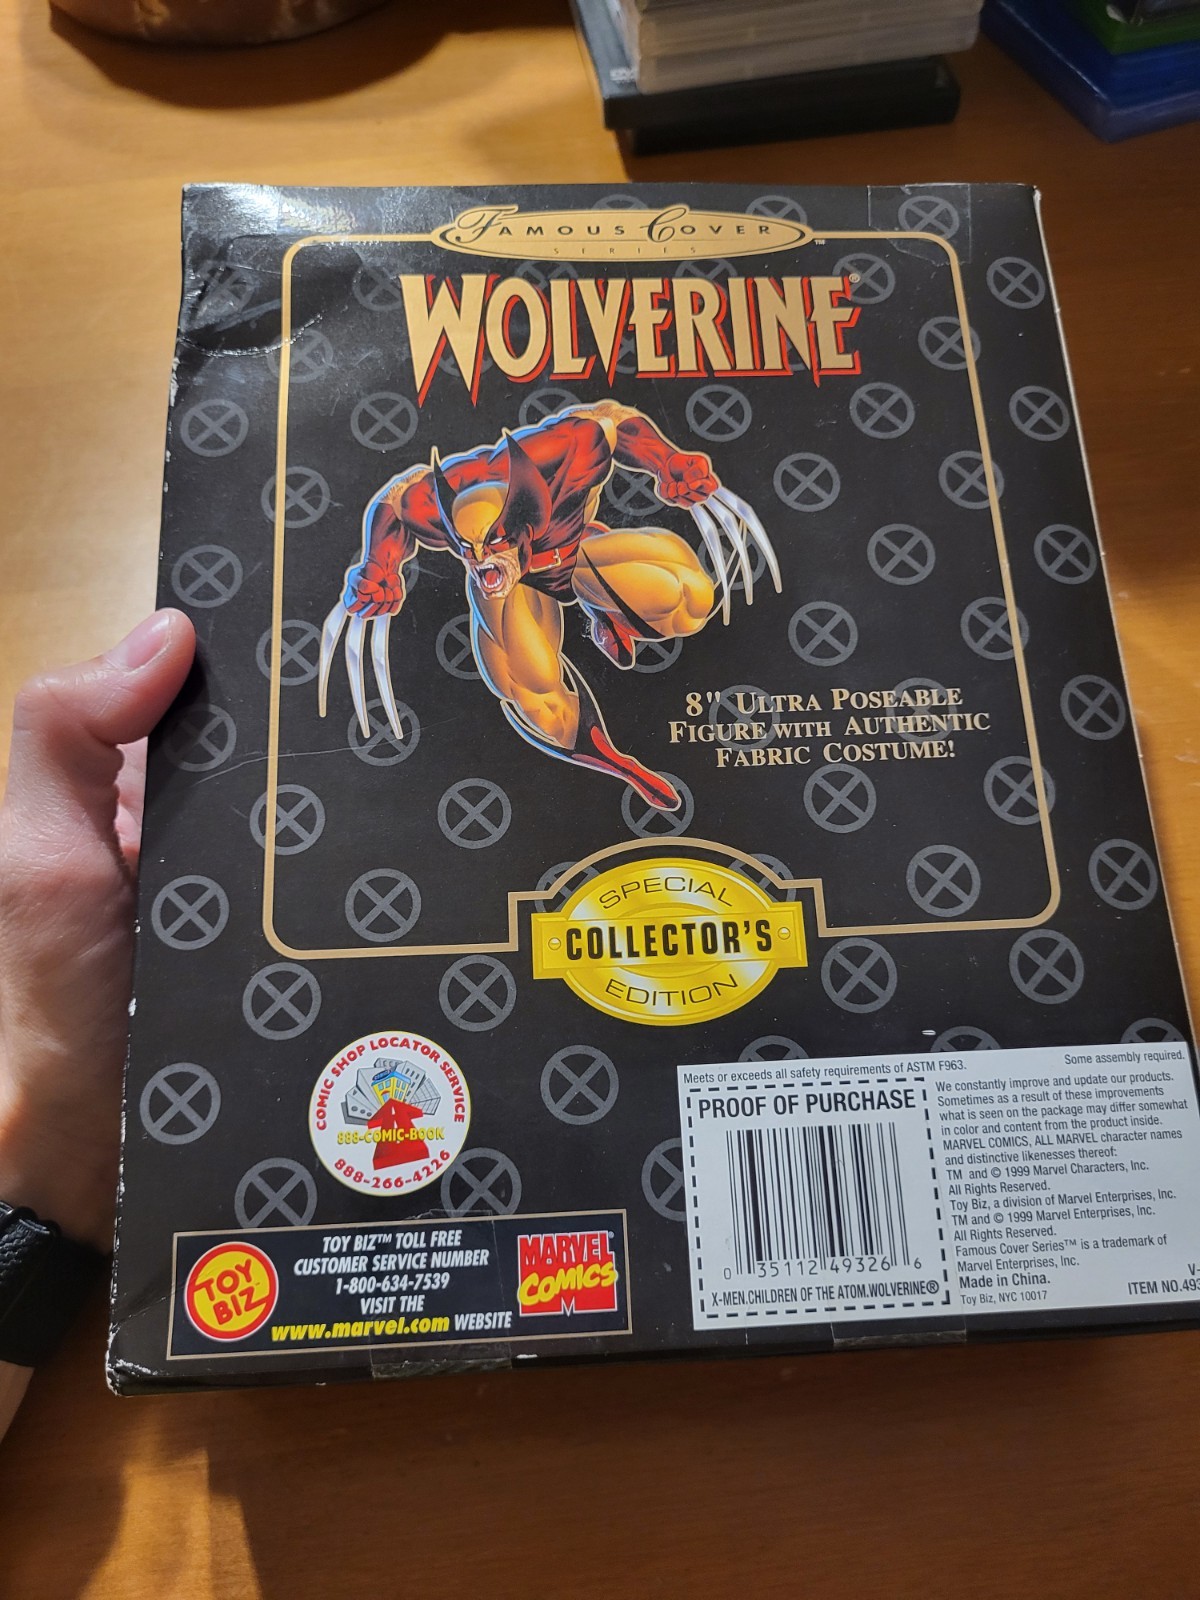 FAMOUS COVER
SERIES
™
WOLVERINE®
8" ULTRA POSEABLE
FIGURE WITH AUTHENTIC
FABRIC COSTUME!
SPECIAL
COLLECTOR'S
EDITION
COMIC SHOP LOCATOR SERVICE
888-COMIC-BOOK
888-266-4226
TOY BIZ
TOY BIZ™ TOLL FREE
CUSTOMER SERVICE NUMBER
1-800-634-7539
VISIT THE
www.marvel.com WEBSITE
MARVEL
COMICS
M
Meets or exceeds all safety requirements of ASTM F963.
Some assembly required.
PROOF OF PURCHASE
0 35112 49326 6
X-MEN.CHILDREN OF THE ATOM.WOLVERINE®
We constantly improve and update our products.
Sometimes as a result of these improvements
what is seen on the package may differ somewhat
in color and content from the product inside.
MARVEL COMICS, ALL MARVEL character names
and distinctive likenesses thereof:
TM and © 1999 Marvel Characters, Inc.
All Rights Reserved.
Toy Biz, a division of Marvel Enterprises, Inc.
TM and © 1999 Marvel Enterprises, Inc.
All Rights Reserved.
Famous Cover Series™ is a trademark of
Marvel Enterprises, Inc.
Made in China.
Toy Biz, NYC 10017
V-
ITEM NO.493